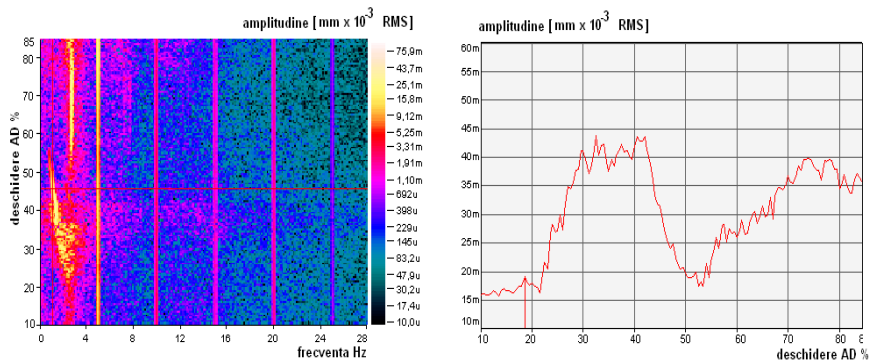 amplitudine [ mm x 10⁻³ RMS]
85
80
70
60
50
40
30
20
10
deschidere AD %
0 4 8 12 16 20 24 28
frecventa Hz
75,9m
43,7m
25,1m
15,8m
9,12m
5,25m
3,31m
1,91m
1,10m
692u
398u
229u
145u
83,2u
47,9u
30,2u
17,4u
10,0u
amplitudine [mm x 10⁻³ RMS]
60m
55m
50m
45m
40m
35m
30m
25m
20m
15m
10m
10 20 30 40 50 60 70 80 8
deschidere AD %